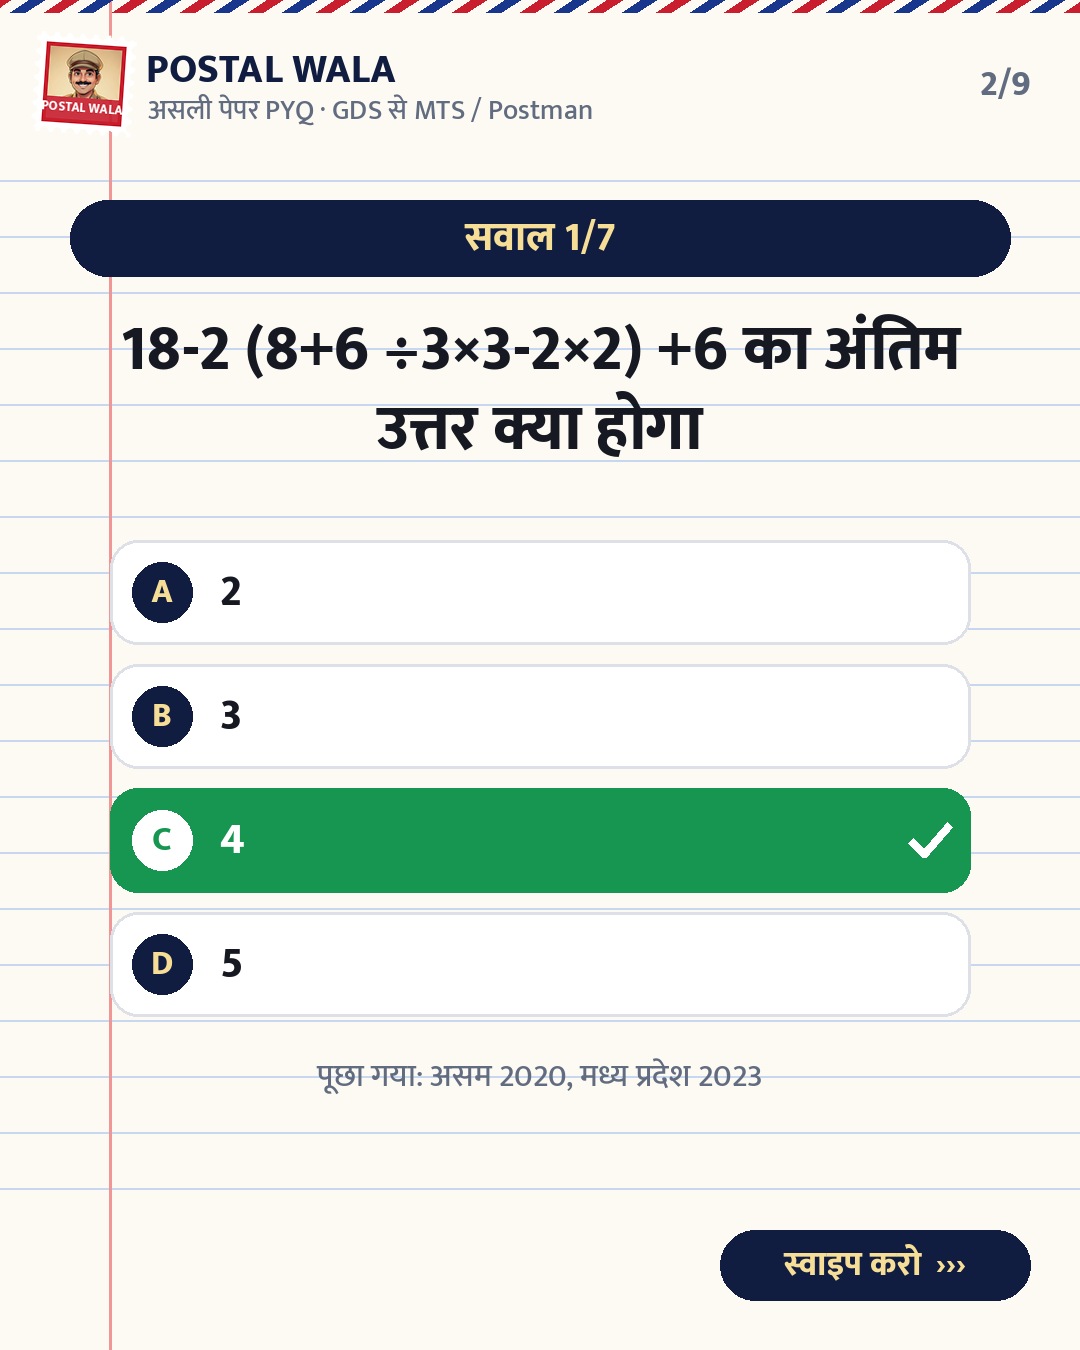 POSTAL WALA
POSTAL WALA
असली पेपर PYQ · GDS से MTS / Postman
2/9
सवाल 1/7
18-2 (8+6 ÷3×3-2×2) +6 का अंतिम
उत्तर क्या होगा
A 2
B 3
C 4
D 5
पूछा गया: असम 2020, मध्य प्रदेश 2023
स्वाइप करो ›››